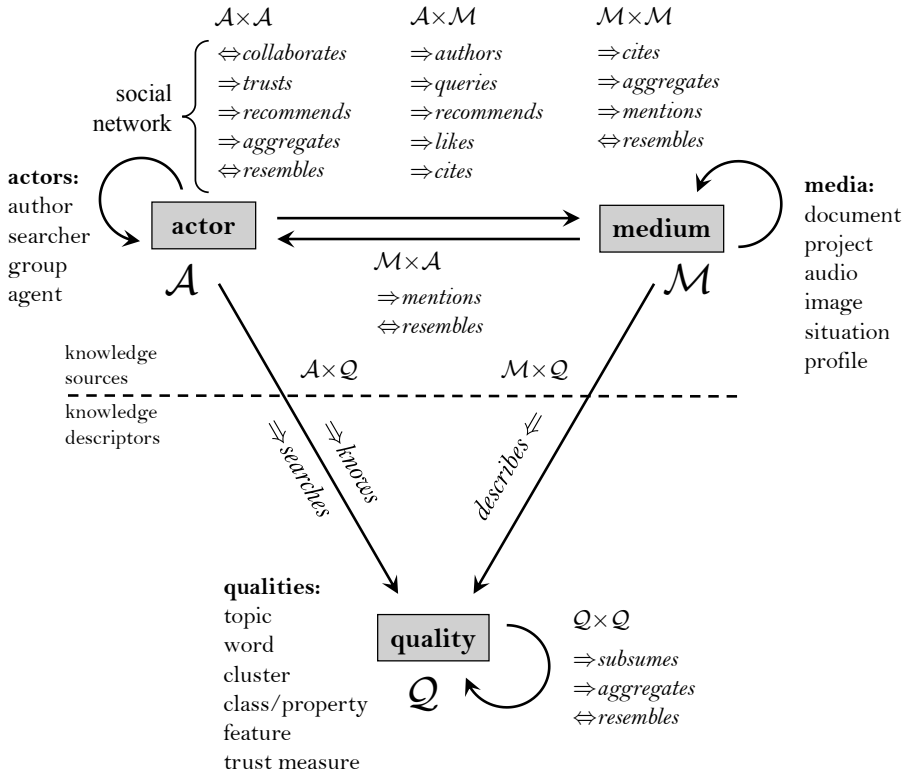 𝒜×𝒜
⇔collaborates
⇒trusts
⇒recommends
⇒aggregates
⇔resembles
social
network
𝒜×ℳ
⇒authors
⇒queries
⇒recommends
⇒likes
⇒cites
ℳ×ℳ
⇒cites
⇒aggregates
⇒mentions
⇔resembles
actors:
author
searcher
group
agent
actor
𝒜
medium
ℳ
media:
document
project
audio
image
situation
profile
ℳ×𝒜
⇒mentions
⇔resembles
knowledge
sources
𝒜×𝒬
ℳ×𝒬
knowledge
descriptors
⇒searches
⇒knows
describes⇐
qualities:
topic
word
cluster
class/property
feature
trust measure
quality
𝒬
𝒬×𝒬
⇒subsumes
⇒aggregates
⇔resembles